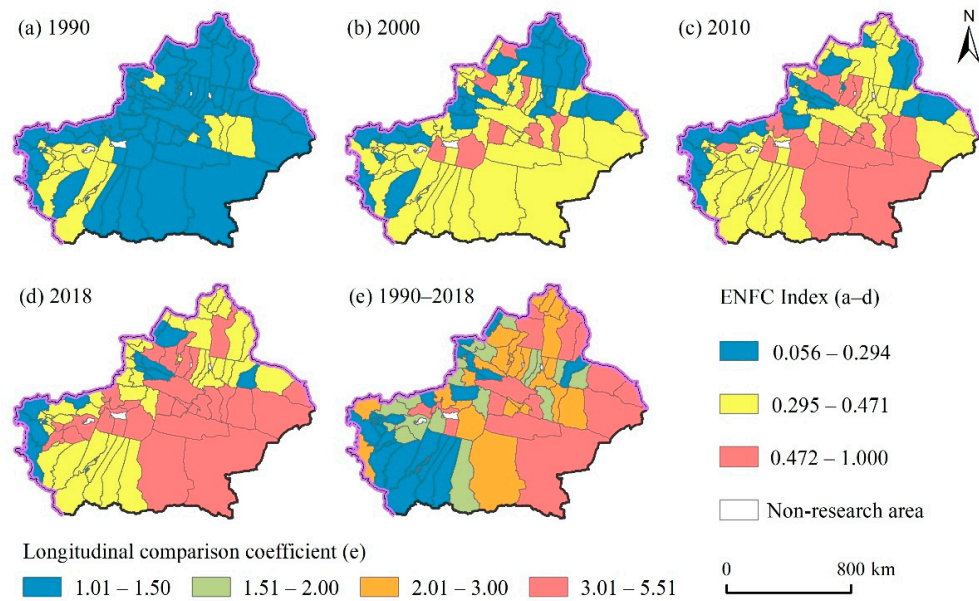 (a) 1990
(b) 2000
(c) 2010
N
(d) 2018
(e) 1990–2018
ENFC Index (a–d)
0.056 – 0.294
0.295 – 0.471
0.472 – 1.000
Non-research area
Longitudinal comparison coefficient (e)
1.01 – 1.50
1.51 – 2.00
2.01 – 3.00
3.01 – 5.51
0
800 km